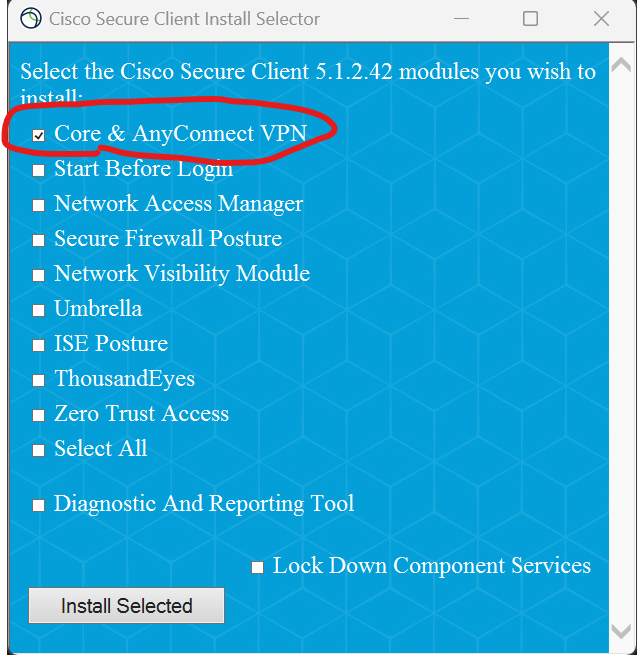 Cisco Secure Client Install Selector
Select the Cisco Secure Client 5.1.2.42 modules you wish to
install:
Core & AnyConnect VPN
Start Before Login
Network Access Manager
Secure Firewall Posture
Network Visibility Module
Umbrella
ISE Posture
ThousandEyes
Zero Trust Access
Select All
Diagnostic And Reporting Tool
Lock Down Component Services
Install Selected